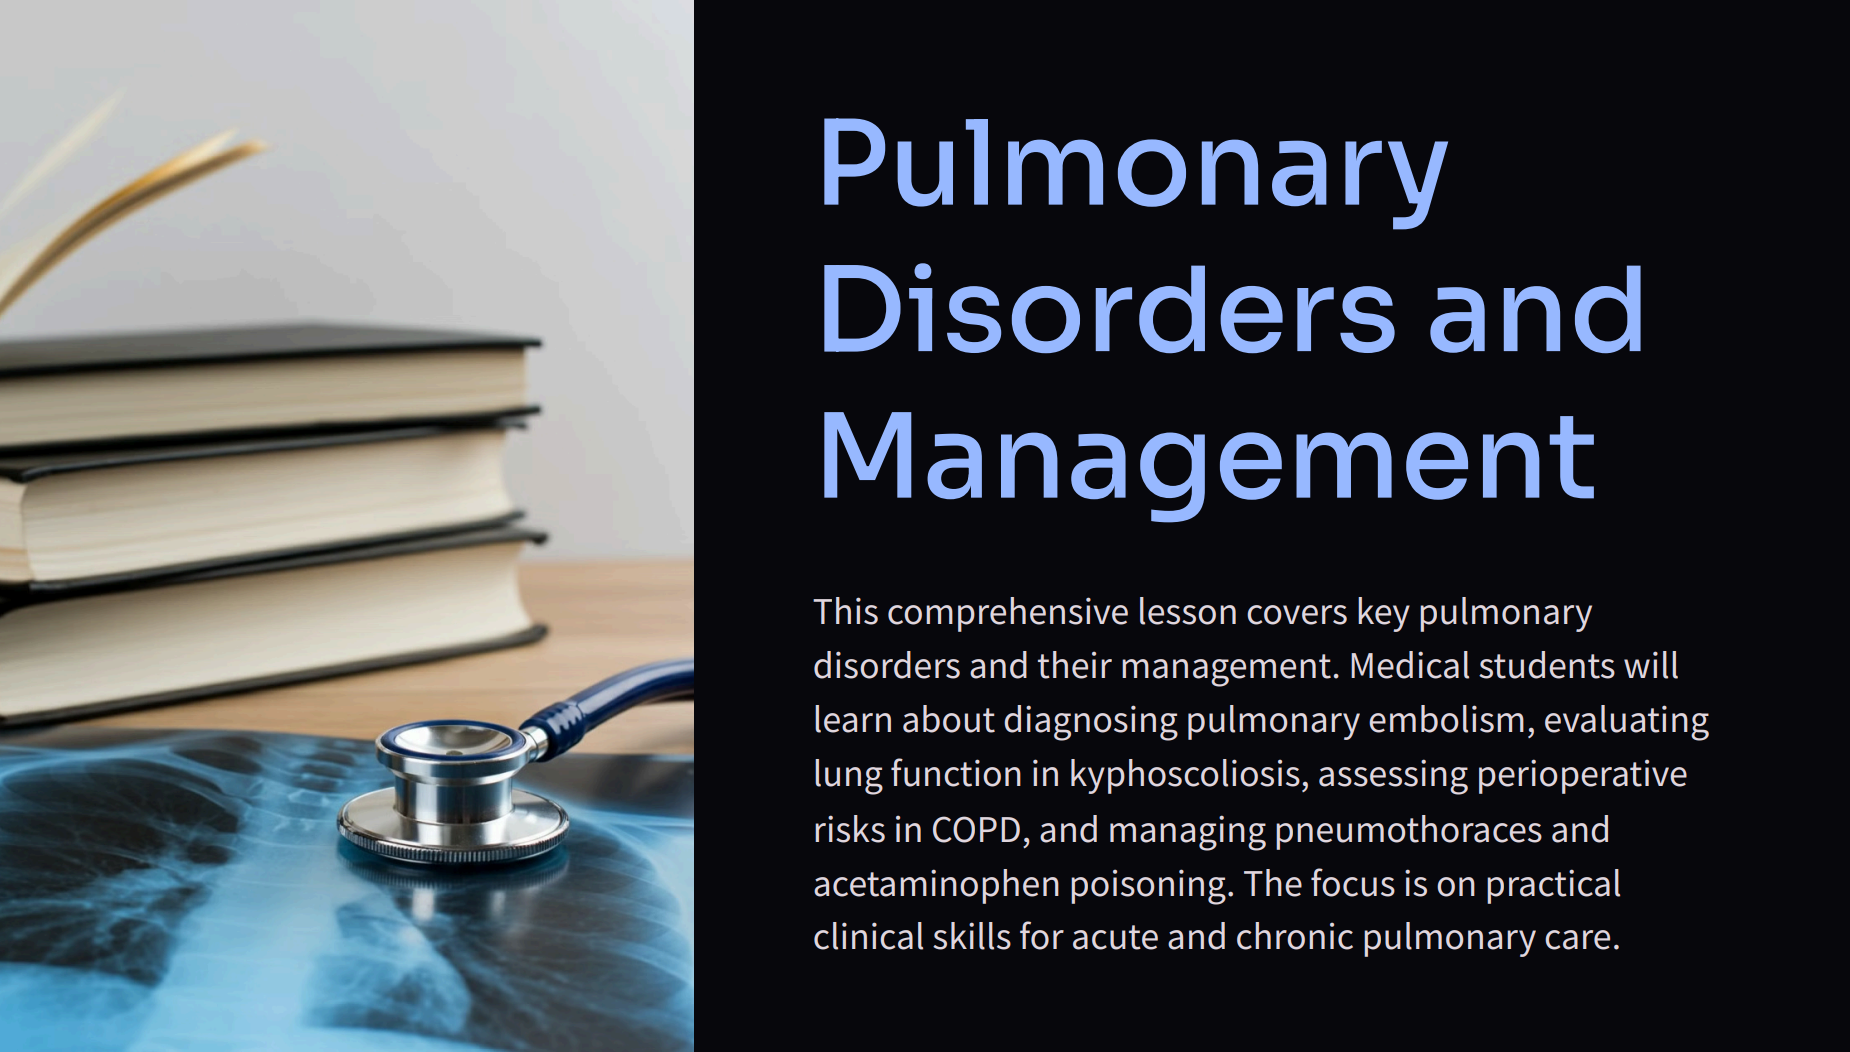 Pulmonary
Disorders and
Management
This comprehensive lesson covers key pulmonary
disorders and their management. Medical students will
learn about diagnosing pulmonary embolism, evaluating
lung function in kyphoscoliosis, assessing perioperative
risks in COPD, and managing pneumothoraces and
acetaminophen poisoning. The focus is on practical
clinical skills for acute and chronic pulmonary care.